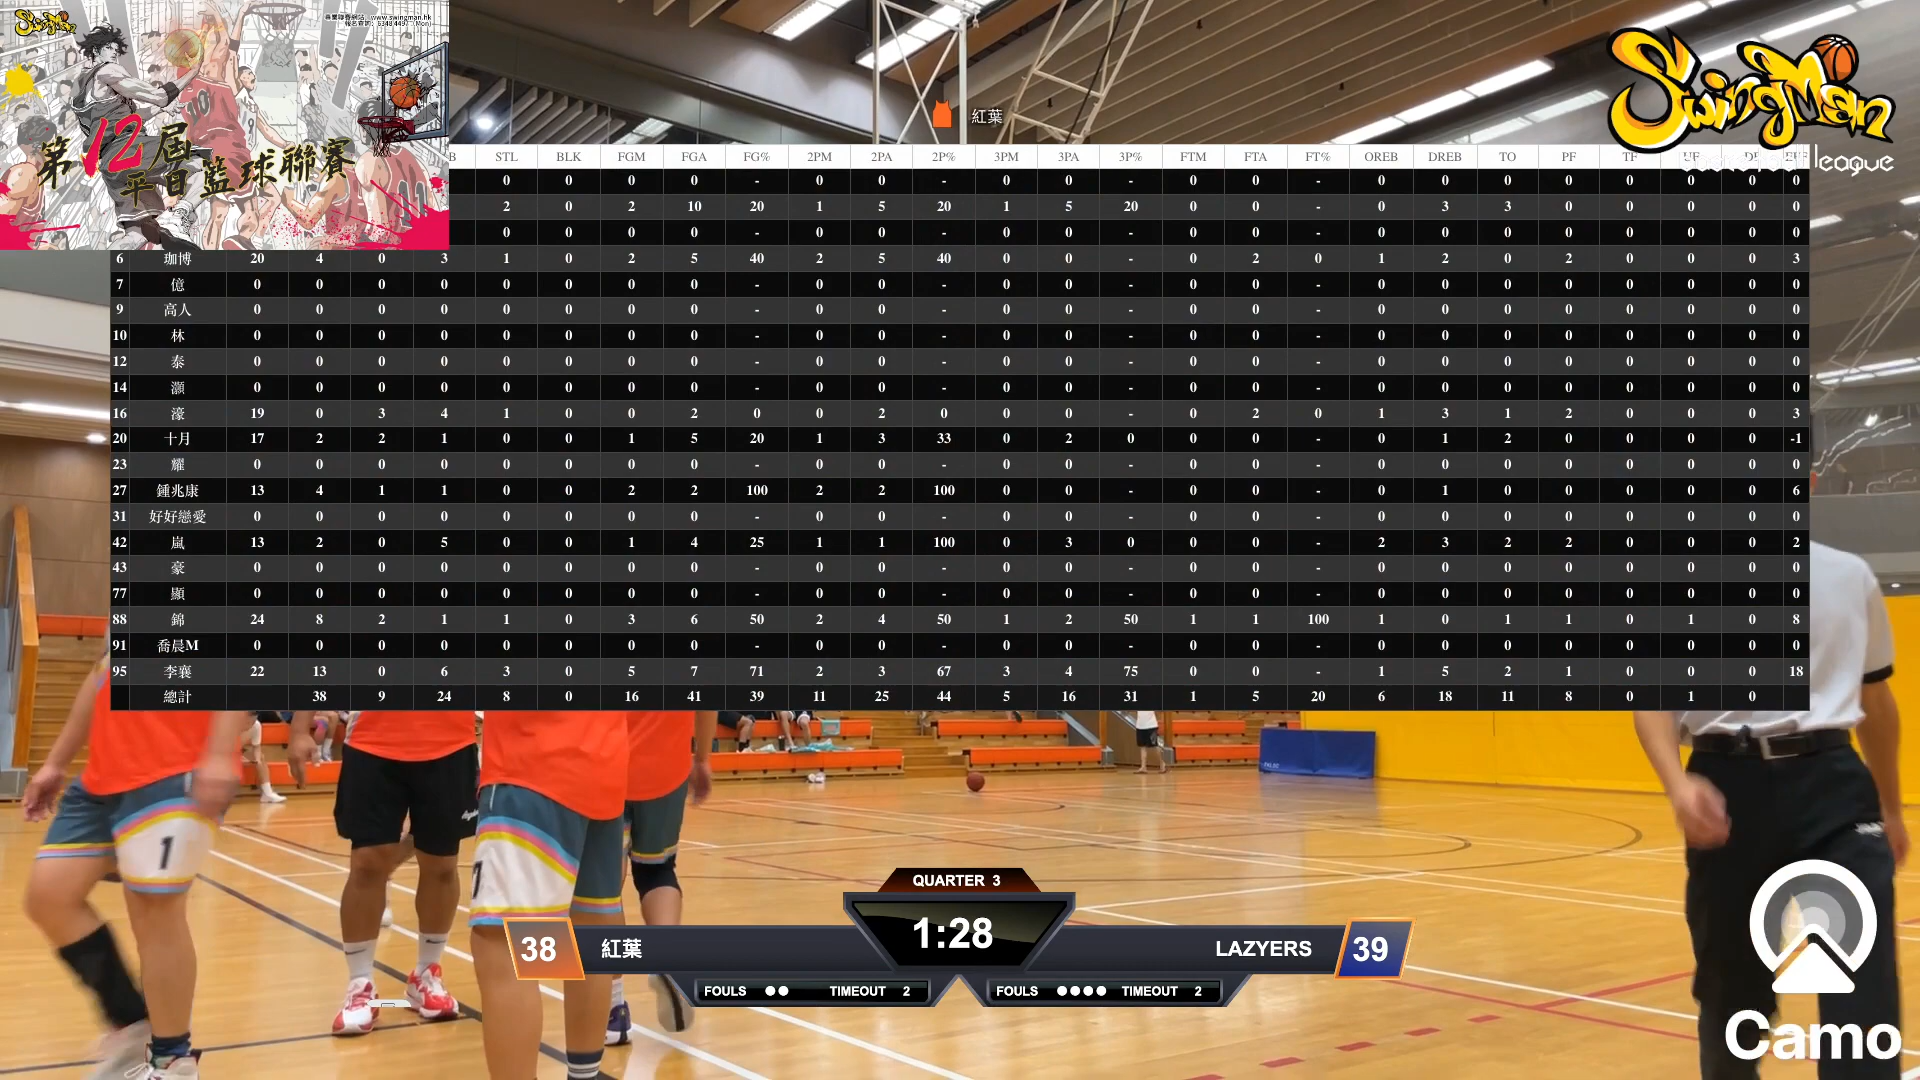 SwingMan
專業聯賽網站：www.swingman.hk
報名查詢：6348 4497（Mon）
第12屆
平日籃球聯賽
紅葉
SwingMan
league
B STL BLK FGM FGA FG% 2PM 2PA 2P% 3PM 3PA 3P% FTM FTA FT% OREB DREB TO PF TF UF
0 0 0 0 - 0 0 - 0 0 - 0 0 - 0 0 0 0 0 0 0 0
2 0 2 10 20 1 5 20 1 5 20 0 0 - 0 3 3 0 0 0 0 0
0 0 0 0 - 0 0 - 0 0 - 0 0 - 0 0 0 0 0 0 0 0
6 珈博 20 4 0 3 1 0 2 5 40 2 5 40 0 0 - 0 2 0 1 2 0 2 0 0 0 3
7 億 0 0 0 0 0 0 0 0 - 0 0 - 0 0 - 0 0 - 0 0 0 0 0 0 0 0
9 高人 0 0 0 0 0 0 0 0 - 0 0 - 0 0 - 0 0 - 0 0 0 0 0 0 0 0
10 林 0 0 0 0 0 0 0 0 - 0 0 - 0 0 - 0 0 - 0 0 0 0 0 0 0 0
12 泰 0 0 0 0 0 0 0 0 - 0 0 - 0 0 - 0 0 - 0 0 0 0 0 0 0 0
14 灝 0 0 0 0 0 0 0 0 - 0 0 - 0 0 - 0 0 - 0 0 0 0 0 0 0 0
16 濠 19 0 3 4 1 0 0 2 0 0 2 0 0 0 - 0 2 0 1 3 1 2 0 0 0 3
20 十月 17 2 2 1 0 0 1 5 20 1 3 33 0 2 0 0 0 - 0 1 2 0 0 0 0 -1
23 耀 0 0 0 0 0 0 0 0 - 0 0 - 0 0 - 0 0 - 0 0 0 0 0 0 0 0
27 鍾兆康 13 4 1 1 0 0 2 2 100 2 2 100 0 0 - 0 0 - 0 1 0 0 0 0 0 6
31 好好戀愛 0 0 0 0 0 0 0 0 - 0 0 - 0 0 - 0 0 - 0 0 0 0 0 0 0 0
42 嵐 13 2 0 5 0 0 1 4 25 1 1 100 0 3 0 0 0 - 2 3 2 2 0 0 0 2
43 豪 0 0 0 0 0 0 0 0 - 0 0 - 0 0 - 0 0 - 0 0 0 0 0 0 0 0
77 顯 0 0 0 0 0 0 0 0 - 0 0 - 0 0 - 0 0 - 0 0 0 0 0 0 0 0
88 錦 24 8 2 1 1 0 3 6 50 2 4 50 1 2 50 1 1 100 1 0 1 1 0 1 0 8
91 喬晨M 0 0 0 0 0 0 0 0 - 0 0 - 0 0 - 0 0 - 0 0 0 0 0 0 0 0
95 李襄 22 13 0 6 3 0 5 7 71 2 3 67 3 4 75 0 0 - 1 5 2 1 0 0 0 18
總計 38 9 24 8 0 16 41 39 11 25 44 5 16 31 1 5 20 6 18 11 8 0 1 0
1
QUARTER 3
1:28
38 紅葉
LAZYERS 39
FOULS TIMEOUT 2
FOULS TIMEOUT 2
Camo